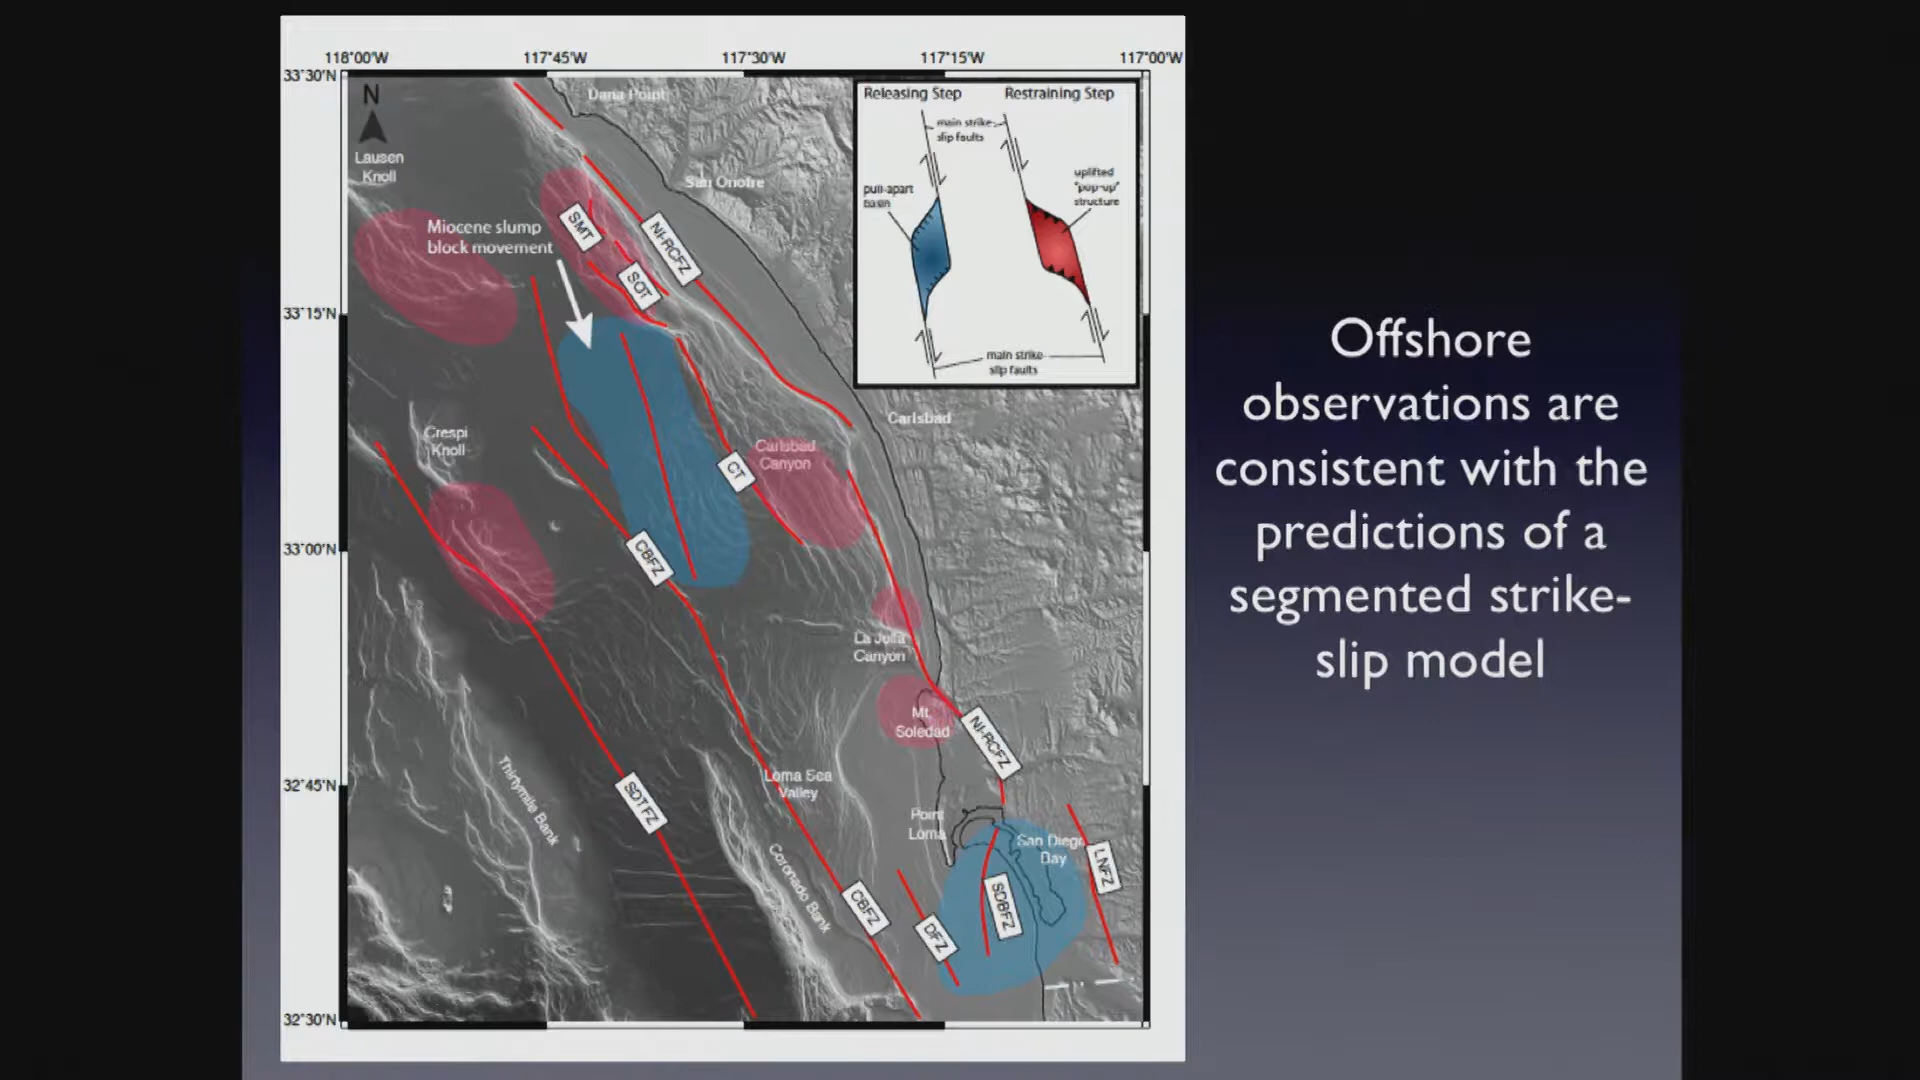 118°00'W 117°45'W 117°30'W 117°15'W 117°00'W
33°30'N
33°15'N
33°00'N
32°45'N
32°30'N
N
Lausen
Knoll
Dana Point
San Onofre
Miocene slump
block movement
SMT
SOT
NI-RCFZ
Releasing Step
Restraining Step
main strike-
slip faults
pull-apart
basin
uplifted
"pop-up"
structure
main strike-
slip faults
Carlsbad
Crespi
Knoll
Carlsbad
Canyon
CT
CBFZ
La Jolla
Canyon
Mt.
Soledad
NI-RCFZ
Thirtymile Bank
SDTFZ
Loma Sea
Valley
Point
Loma
San Diego
Bay
Coronado Bank
CBFZ
DFZ
SDBFZ
LNFZ
Offshore
observations are
consistent with the
predictions of a
segmented strike-
slip model